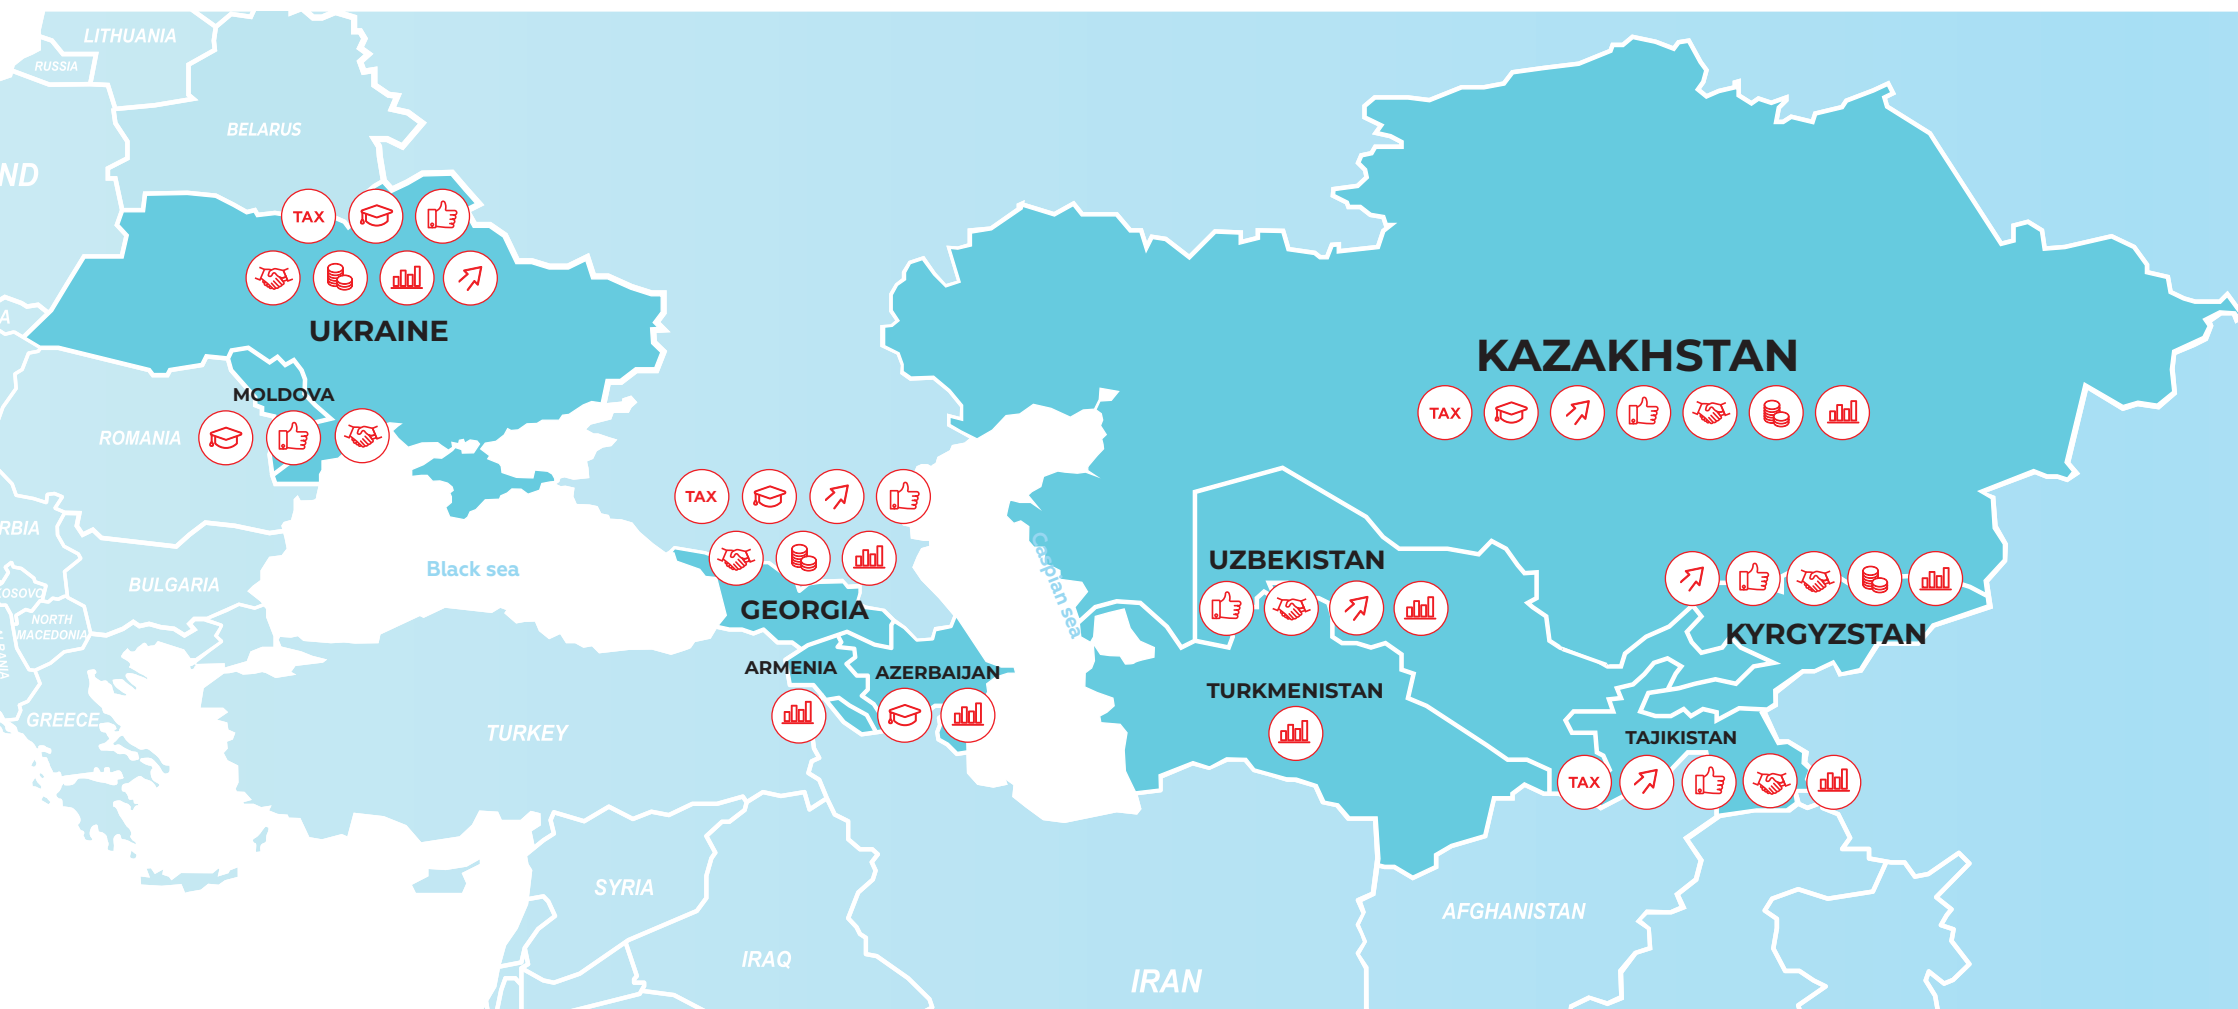 LITHUANIA
RUSSIA
BELARUS
ND
TAX
UKRAINE
MOLDOVA
ROMANIA
KAZAKHSTAN
TAX
TAX
Black sea
Caspian sea
RBIA
BULGARIA
KOSOVO
NORTH
MACEDONIA
GREECE
TURKEY
GEORGIA
ARMENIA
AZERBAIJAN
UZBEKISTAN
TURKMENISTAN
KYRGYZSTAN
TAJIKISTAN
TAX
SYRIA
IRAQ
IRAN
AFGHANISTAN